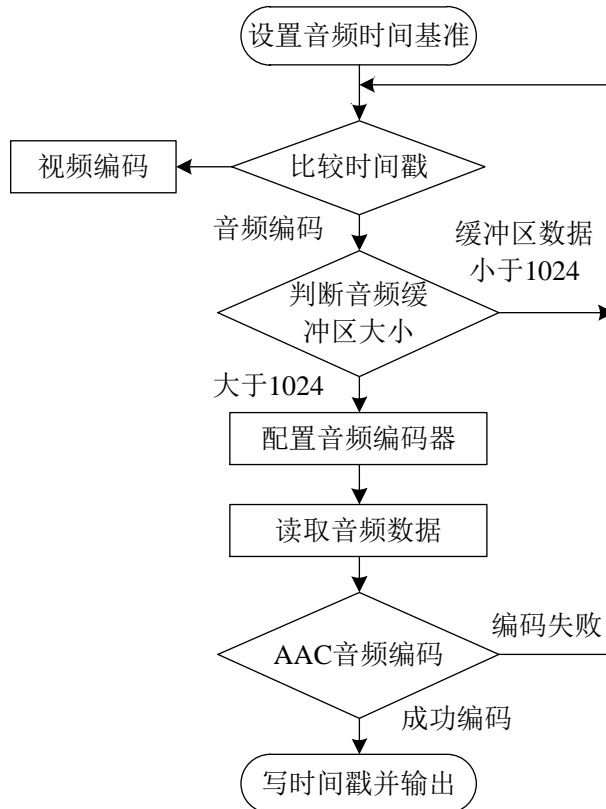 设置音频时间基准
比较时间戳
视频编码
音频编码
缓冲区数据
小于1024
判断音频缓
冲区大小
大于1024
配置音频编码器
读取音频数据
编码失败
AAC音频编码
成功编码
写时间戳并输出